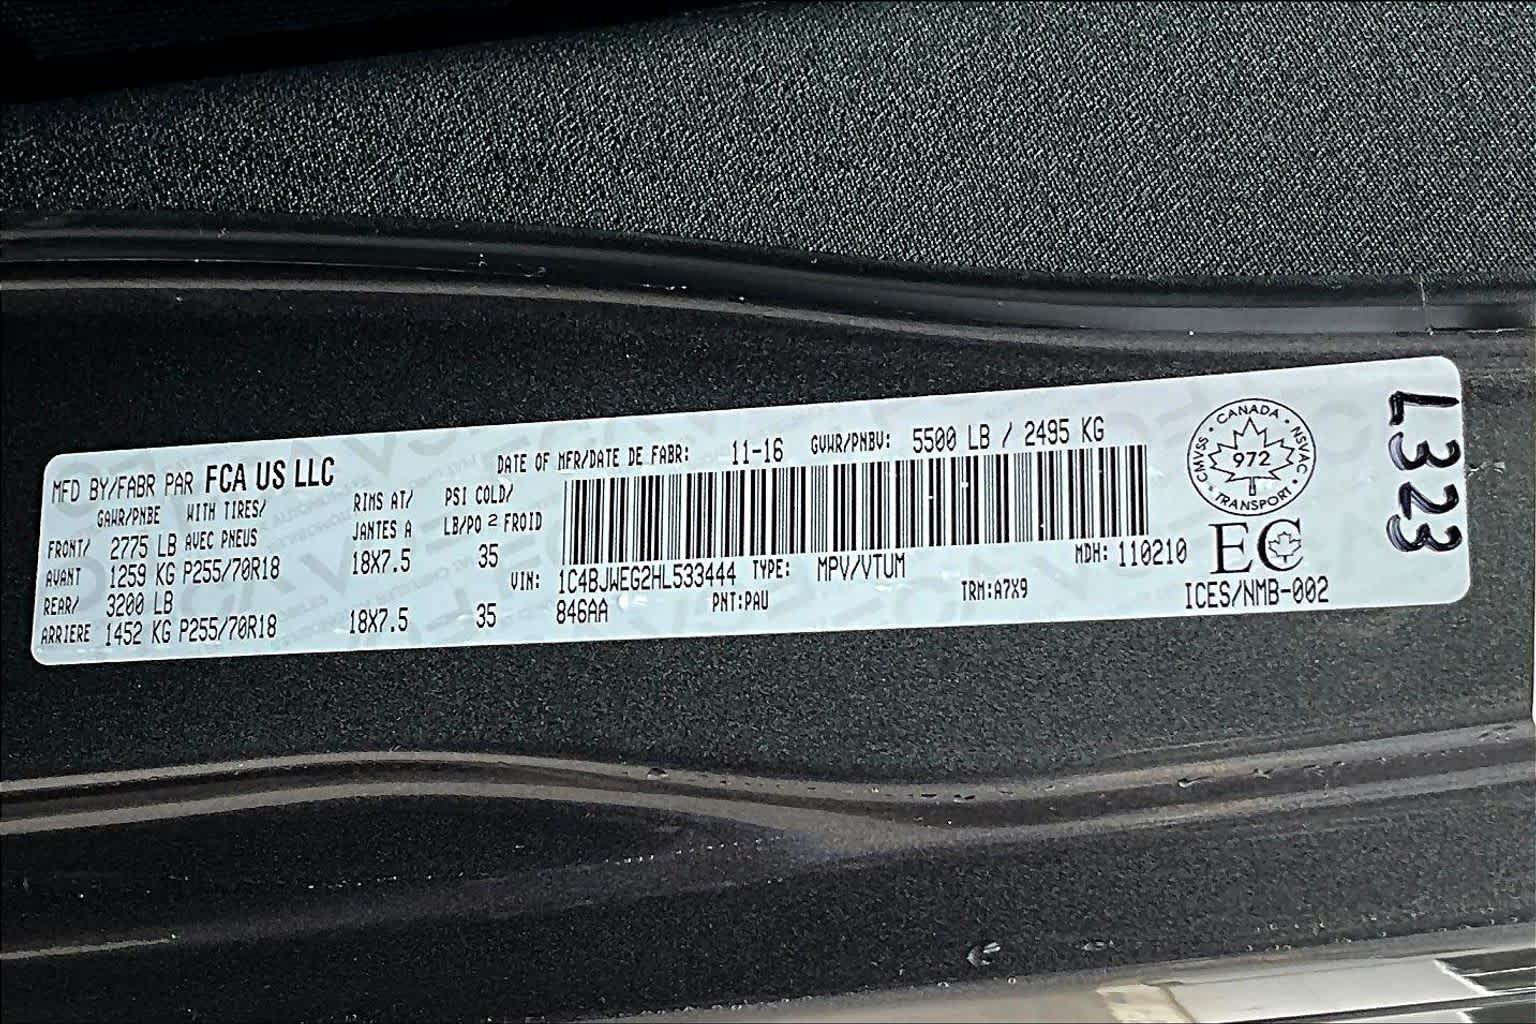 MFD BY/FABR PAR FCA US LLC
DATE OF MFR/DATE DE FABR: 11-16 GVWR/PNBV: 5500 LB / 2495 KG
GAWR/PNBE WITH TIRES/ RIMS AT/ PSI COLD/
FRONT/ 2775 LB AVEC PNEUS JANTES A LB/PO 2 FROID
AVANT 1259 KG P255/70R18 18X7.5 35
REAR/ 3200 LB
ARRIERE 1452 KG P255/70R18 18X7.5 35
VIN: 1C4BJWEG2HL533444 TYPE: MPV/VTUM MDH: 110210
846AA PNT:PAU TRM:A7X9
CANADA
CMVSS 972 NSVAC
TRANSPORT
EC
ICES/NMB-002
L323